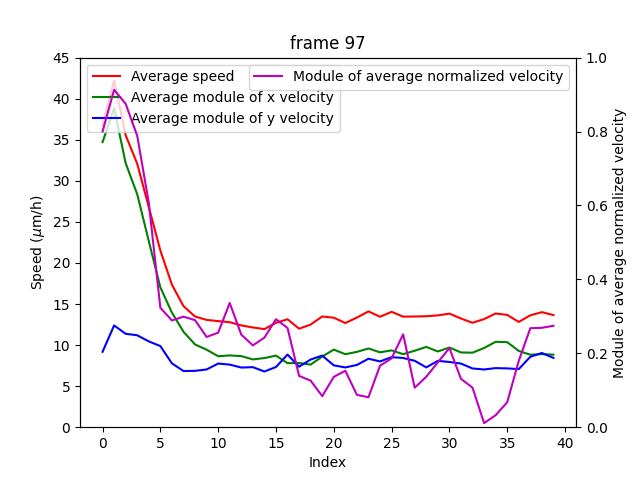 frame 97
Average speed
Average module of x velocity
Average module of y velocity
Module of average normalized velocity
Speed (μm/h)
45
40
35
30
25
20
15
10
5
0
1.0
0.8
0.6
0.4
0.2
0.0
Module of average normalized velocity
0 5 10 15 20 25 30 35 40
Index